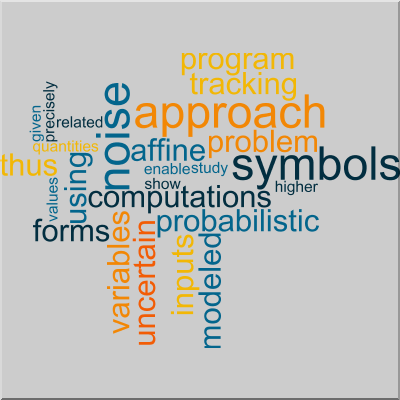 program
tracking
approach
noise
precisely
given
related
problem
quantities
affine
symbols
thus
using
enable
study
values
show
higher
computations
probabilistic
forms
variables
uncertain
inputs
modeled